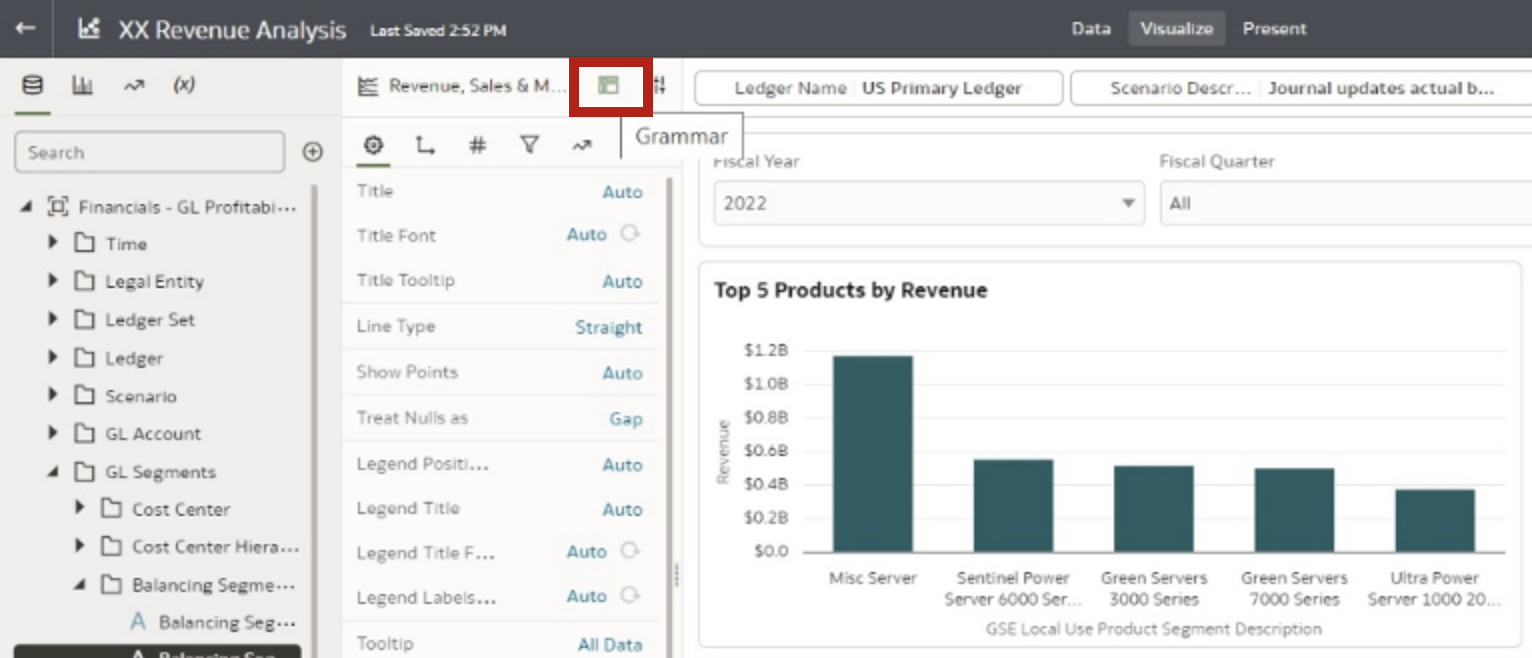 XX Revenue Analysis Last Saved 2:52 PM Data Visualize Present
(x) Revenue, Sales & M... Ledger Name US Primary Ledger Scenario Descr... Journal updates actual b...
Search
Grammar
Financials - GL Profitabi...
Time
Legal Entity
Ledger Set
Ledger
Scenario
GL Account
GL Segments
Cost Center
Cost Center Hiera...
Balancing Segme...
A Balancing Seg...
#
Title Auto
Title Font Auto
Title Tooltip Auto
Line Type Straight
Show Points Auto
Treat Nulls as Gap
Legend Positi... Auto
Legend Title Auto
Legend Title F... Auto
Legend Labels... Auto
Tooltip All Data
Fiscal Year Fiscal Quarter
2022 All
Top 5 Products by Revenue
$1.2B
$1.0B
$0.8B
$0.6B
$0.4B
$0.2B
$0.0
Revenue
Misc Server
Sentinel Power
Server 6000 Ser...
Green Servers
3000 Series
Green Servers
7000 Series
Ultra Power
Server 1000 20...
GSE Local Use Product Segment Description